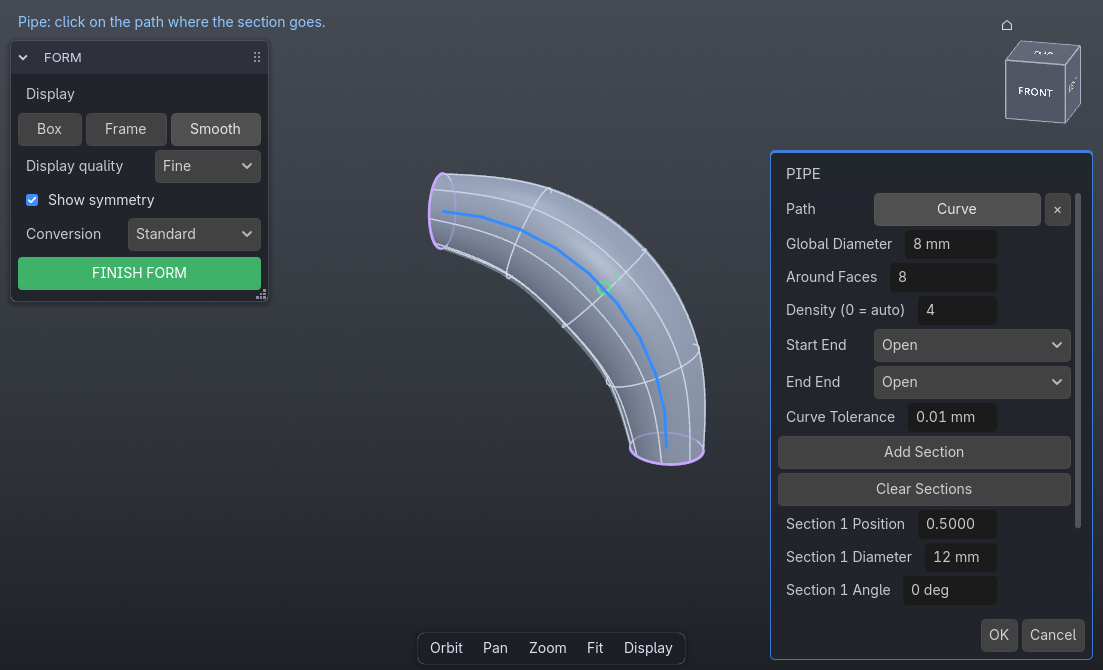 Pipe: click on the path where the section goes.
FORM
Display
Box Frame Smooth
Display quality Fine
Show symmetry
Conversion Standard
FINISH FORM
FRONT
PIPE
Path Curve ×
Global Diameter 8 mm
Around Faces 8
Density (0 = auto) 4
Start End Open
End End Open
Curve Tolerance 0.01 mm
Add Section
Clear Sections
Section 1 Position 0.5000
Section 1 Diameter 12 mm
Section 1 Angle 0 deg
OK Cancel
Orbit Pan Zoom Fit Display